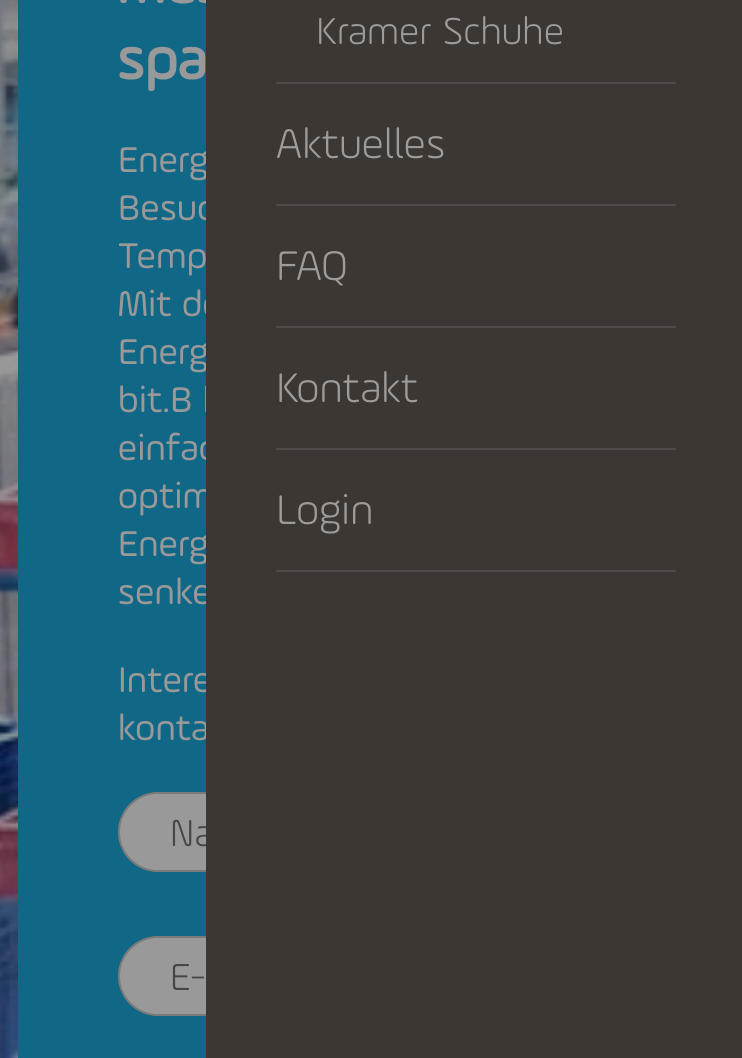 Kramer Schuhe
Aktuelles
FAQ
Kontakt
Login
spa
Energ
Besuc
Temp
Mit de
Energ
bit.B
einfac
optim
Energ
senke
Intere
konta
Na
E-